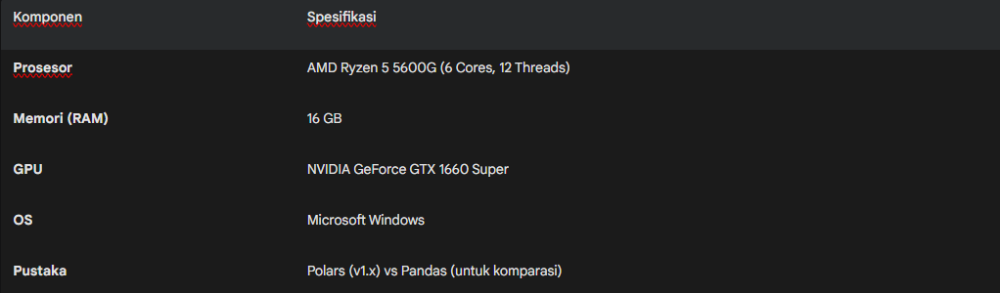 Komponen Spesifikasi
Prosesor AMD Ryzen 5 5600G (6 Cores, 12 Threads)
Memori (RAM) 16 GB
GPU NVIDIA GeForce GTX 1660 Super
OS Microsoft Windows
Pustaka Polars (v1.x) vs Pandas (untuk komparasi)